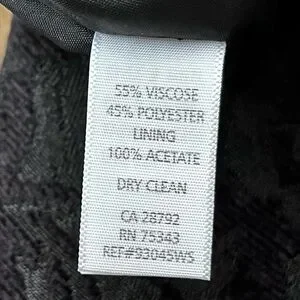 55% VISCOSE
45% POLYESTER
LINING
100% ACETATE
DRY CLEAN
CA 28792
RN 75343
REF#93045WS